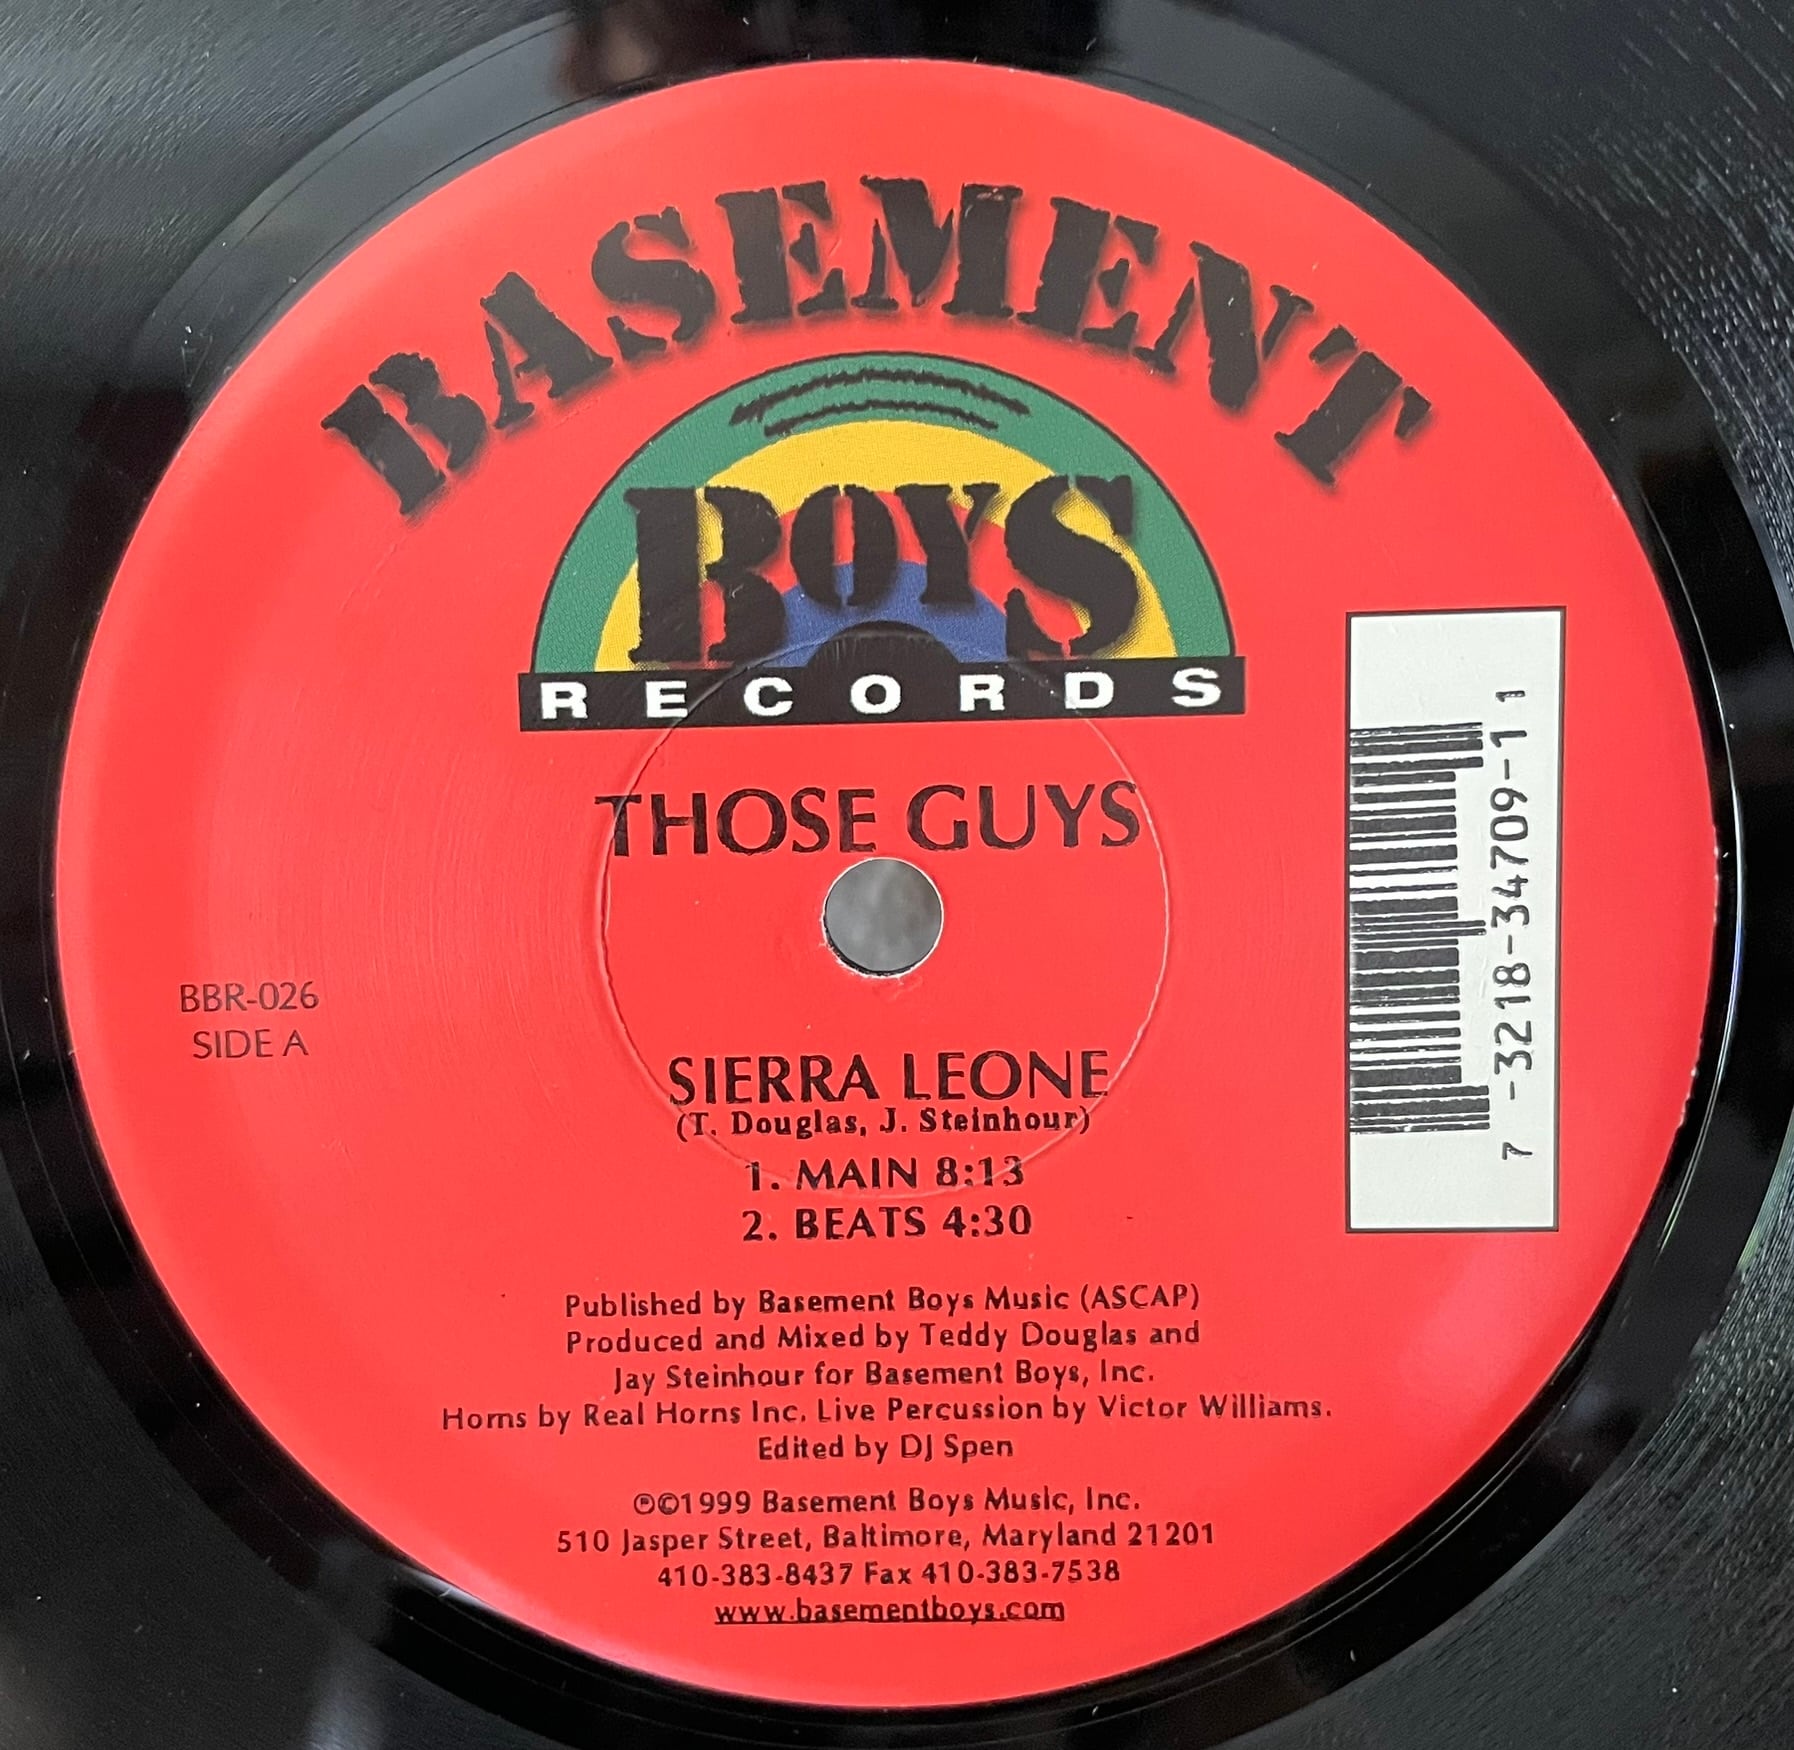 BASEMENT
BOYS
RECORDS
THOSE GUYS
7 -3218-34709-1 1
BBR-026
SIDE A
SIERRA LEONE
(T. Douglas, J. Steinhour)
1. MAIN 8:13
2. BEATS 4:30
Published by Basement Boys Music (ASCAP)
Produced and Mixed by Teddy Douglas and
Jay Steinhour for Basement Boys, Inc.
Horns by Real Horns Inc. Live Percussion by Victor Williams.
Edited by DJ Spen
℗©1999 Basement Boys Music, Inc.
510 Jasper Street, Baltimore, Maryland 21201
410-383-8437 Fax 410-383-7538
www.basementboys.com